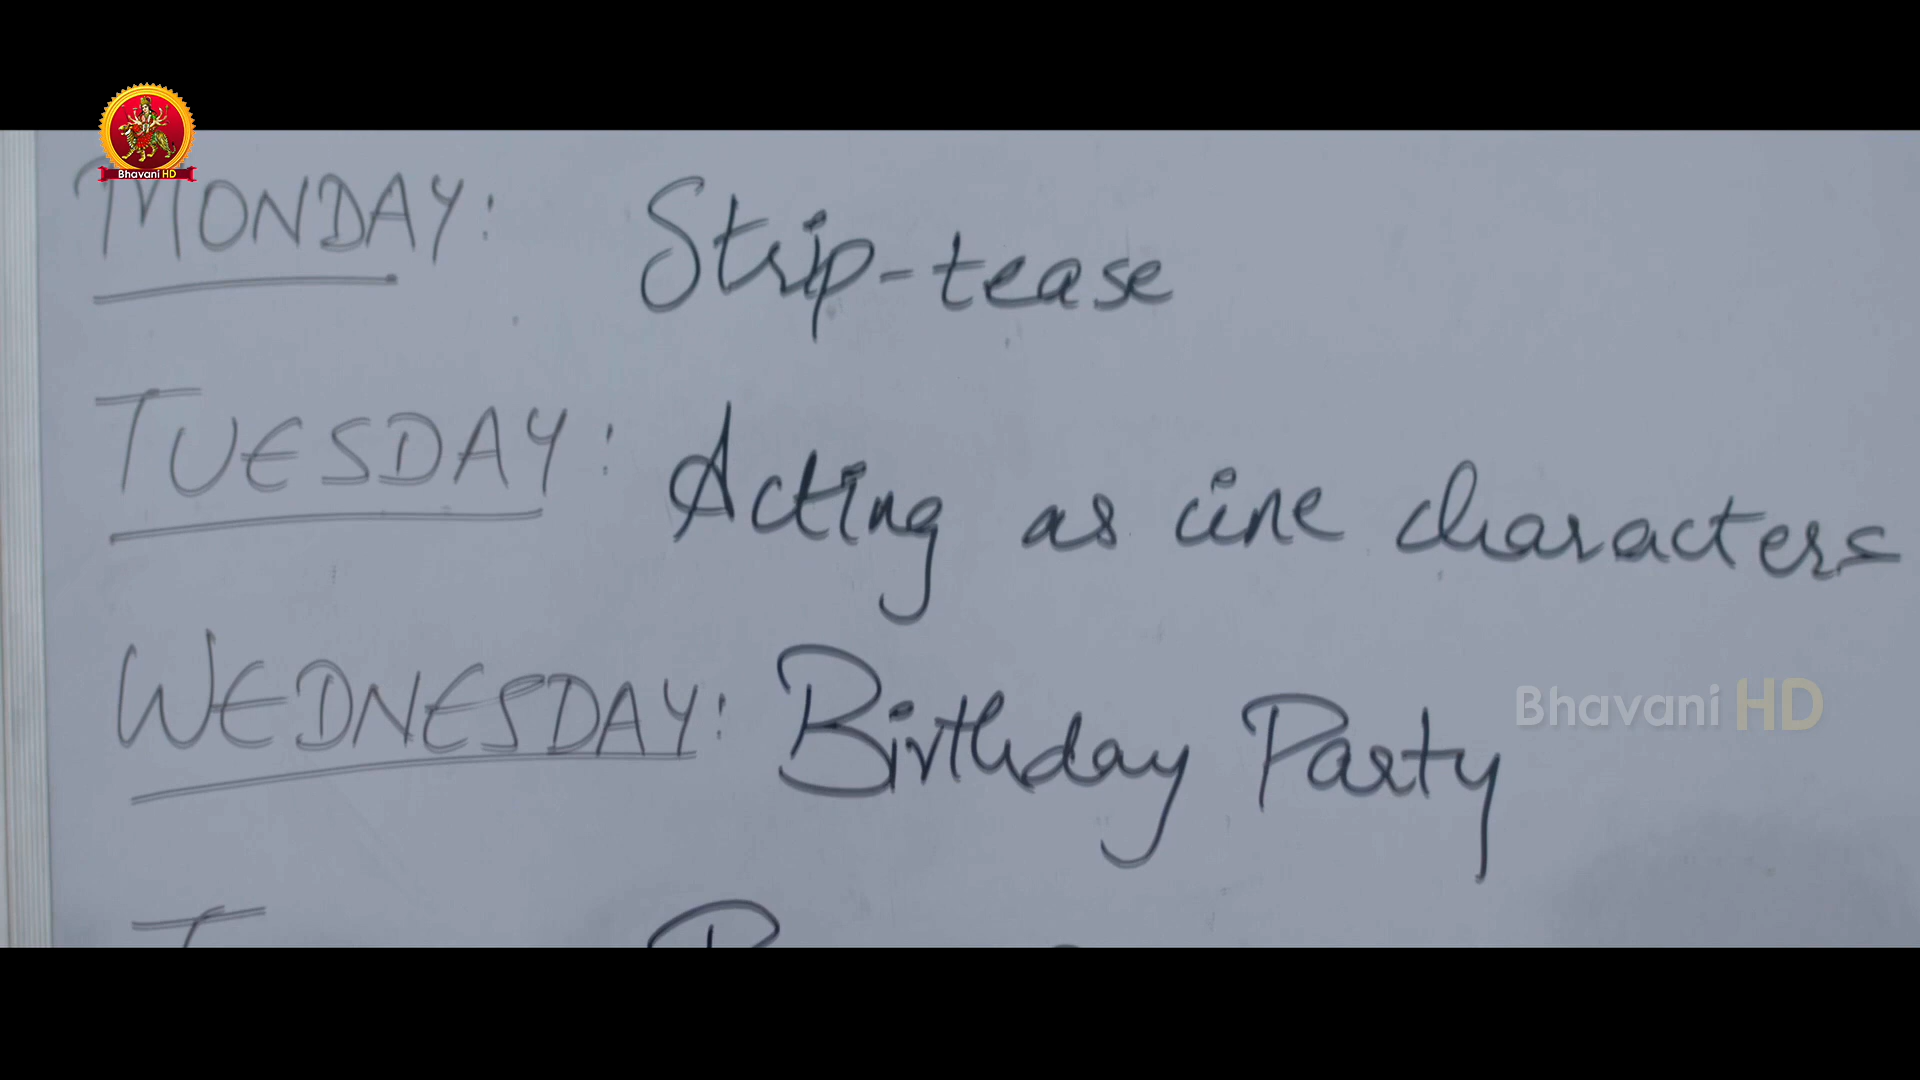 Bhavani HD
MONDAY: Strip-tease
TUESDAY: Acting as cine characters
WEDNESDAY: Birthday Party
Bhavani HD